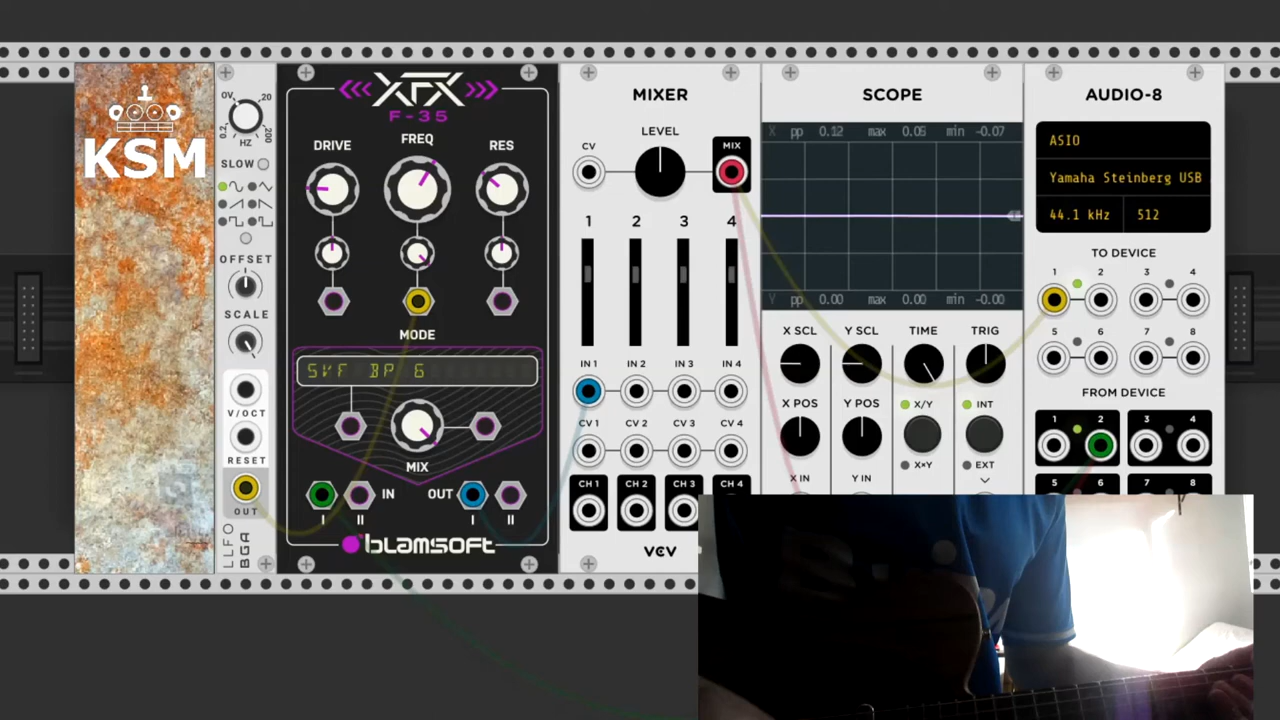 KSM
0V
20
0.2
200
HZ
SLOW
OFFSET
SCALE
V/OCT
RESET
OUT
LLFO
BGA
XFX
F-35
DRIVE
FREQ
RES
MODE
SVF BP 6
MIX
IN
OUT
I
II
I
II
blamsoft
MIXER
LEVEL
CV
MIX
1
2
3
4
IN 1
IN 2
IN 3
IN 4
CV 1
CV 2
CV 3
CV 4
CH 1
CH 2
CH 3
CH 4
VCV
SCOPE
X pp 0.12 max 0.05 min -0.07
Y pp 0.00 max 0.00 min -0.00
X SCL
Y SCL
TIME
TRIG
X POS
Y POS
X/Y
INT
X×Y
EXT
X IN
Y IN
AUDIO-8
ASIO
Yamaha Steinberg USB
44.1 kHz
512
TO DEVICE
1
2
3
4
5
6
7
8
FROM DEVICE
1
2
3
4
5
6
7
8